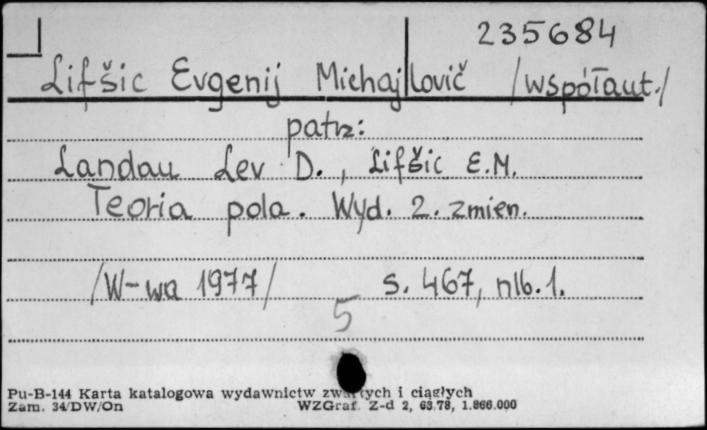 235684
Lifšic Evgenij Michajlovič /współaut./
patrz:
Landau Lev D., Lifšic E.M.
Teoria pola. Wyd. 2. zmien.
/W-wa 1977/ s. 467, nlb. 1.
5
Pu-B-144 Karta katalogowa wydawnictw zwartych i ciągłych
Zam. 34/DW/On WZGraf. Z-d 2, 63.78, 1.866.000